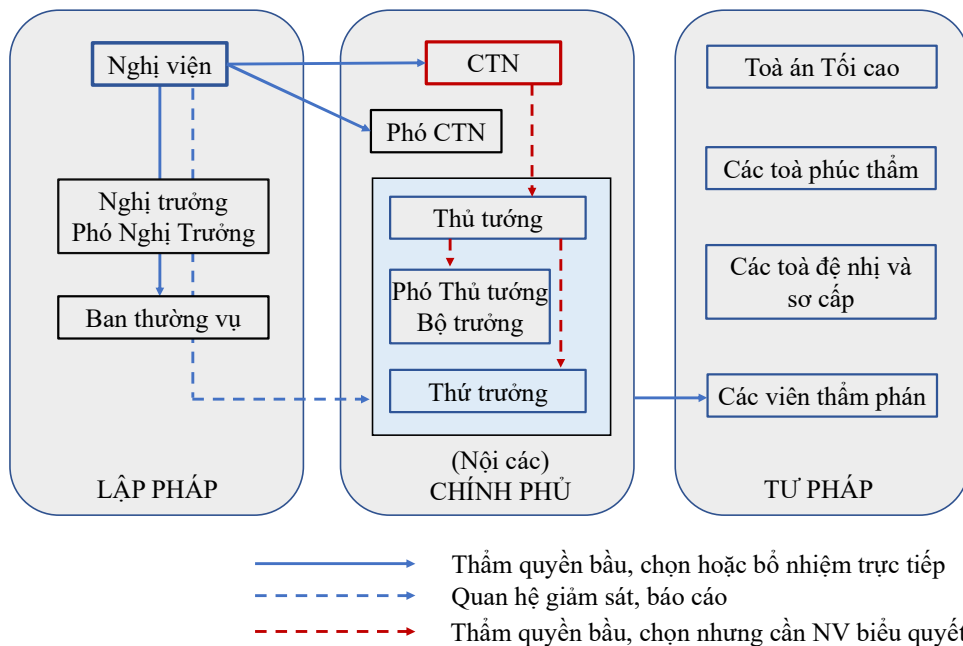 Nghị viện
Nghị trưởng
Phó Nghị Trưởng
Ban thường vụ
LẬP PHÁP
CTN
Phó CTN
Thủ tướng
Phó Thủ tướng
Bộ trưởng
Thứ trưởng
(Nội các)
CHÍNH PHỦ
Toà án Tối cao
Các toà phúc thẩm
Các toà đệ nhị và
sơ cấp
Các viên thẩm phán
TƯ PHÁP
Thẩm quyền bầu, chọn hoặc bổ nhiệm trực tiếp
Quan hệ giảm sát, báo cáo
Thẩm quyền bầu, chọn nhưng cần NV biểu quyết